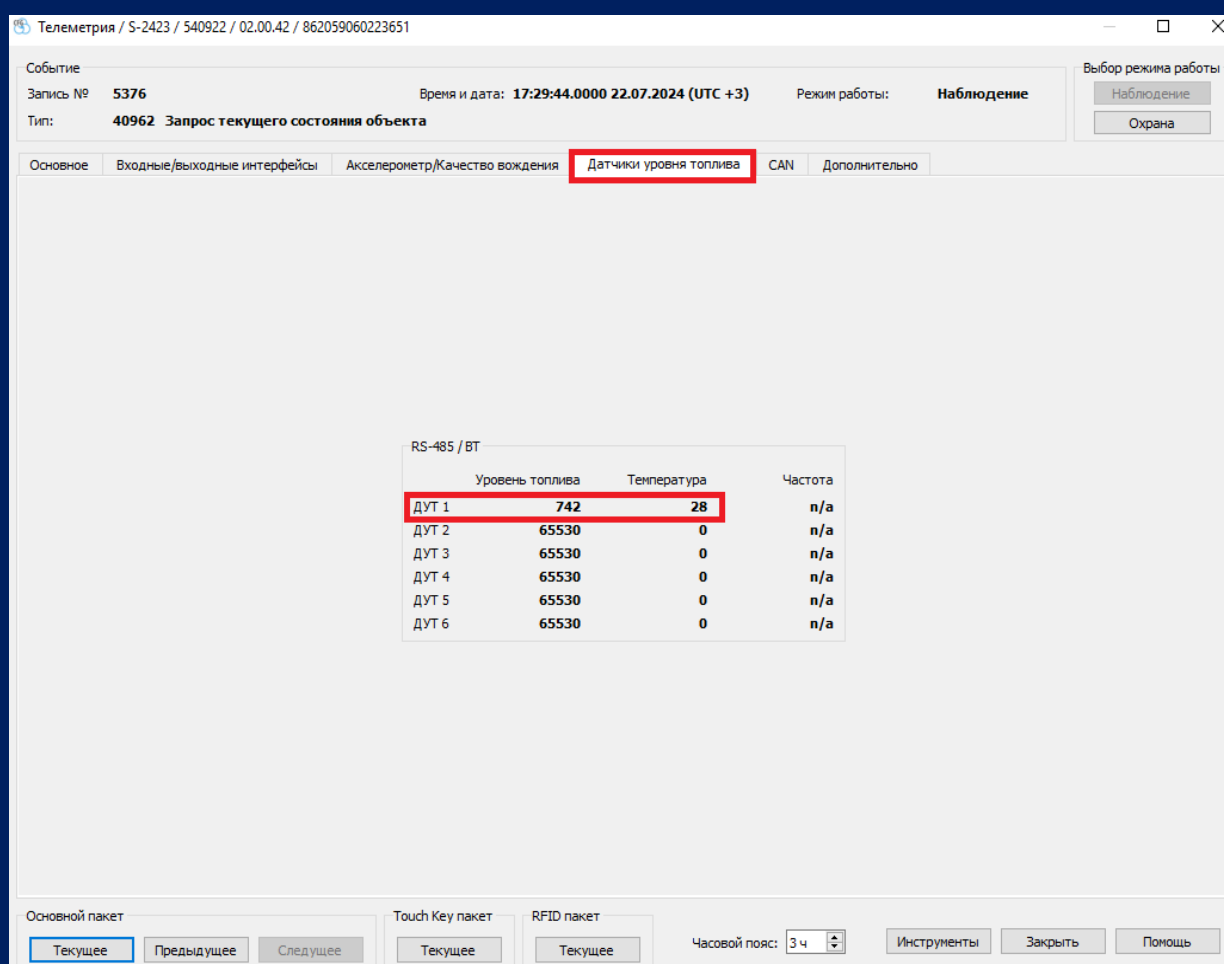 Телеметрия / S-2423 / 540922 / 02.00.42 / 862059060223651
Событие
Выбор режима работы
Запись № 5376 Время и дата: 17:29:44.0000 22.07.2024 (UTC +3) Режим работы: Наблюдение
Наблюдение
Тип: 40962 Запрос текущего состояния объекта
Охрана
Основное Входные/выходные интерфейсы Акселерометр/Качество вождения Датчики уровня топлива CAN Дополнительно
RS-485 / BT
Уровень топлива Температура Частота
ДУТ 1 742 28 n/a
ДУТ 2 65530 0 n/a
ДУТ 3 65530 0 n/a
ДУТ 4 65530 0 n/a
ДУТ 5 65530 0 n/a
ДУТ 6 65530 0 n/a
Основной пакет Touch Key пакет RFID пакет
Текущее Предыдущее Следущее Текущее Текущее Часовой пояс: 3 ч Инструменты Закрыть Помощь